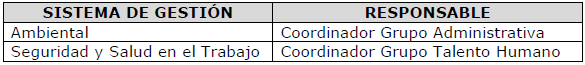 SISTEMA DE GESTIÓN RESPONSABLE
Ambiental Coordinador Grupo Administrativa
Seguridad y Salud en el Trabajo Coordinador Grupo Talento Humano